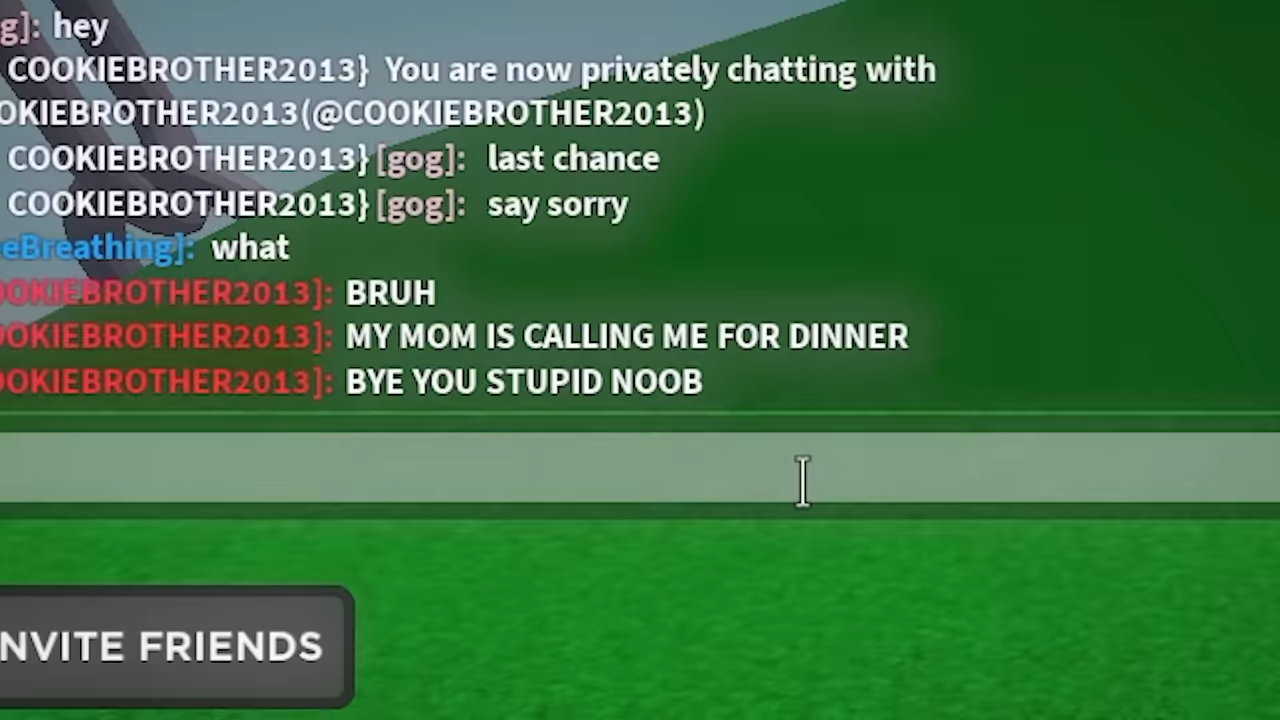 g]: hey
COOKIEBROTHER2013} You are now privately chatting with
OKIEBROTHER2013(@COOKIEBROTHER2013)
COOKIEBROTHER2013} [gog]: last chance
COOKIEBROTHER2013} [gog]: say sorry
eBreathing]: what
OOKIEBROTHER2013]: BRUH
OOKIEBROTHER2013]: MY MOM IS CALLING ME FOR DINNER
OOKIEBROTHER2013]: BYE YOU STUPID NOOB
NVITE FRIENDS